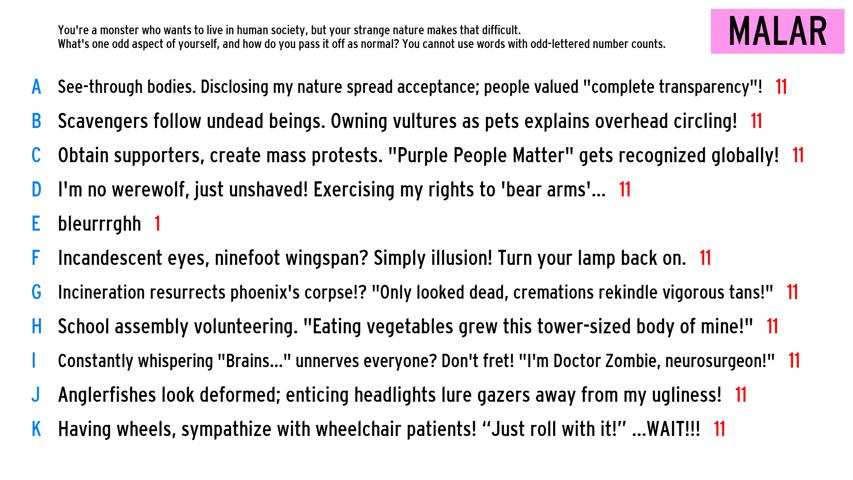 You're a monster who wants to live in human society, but your strange nature makes that difficult.
What's one odd aspect of yourself, and how do you pass it off as normal? You cannot use words with odd-lettered number counts.
MALAR
A See-through bodies. Disclosing my nature spread acceptance; people valued "complete transparency"! 11
B Scavengers follow undead beings. Owning vultures as pets explains overhead circling! 11
C Obtain supporters, create mass protests. "Purple People Matter" gets recognized globally! 11
D I'm no werewolf, just unshaved! Exercising my rights to 'bear arms'... 11
E bleurrrghh 1
F Incandescent eyes, ninefoot wingspan? Simply illusion! Turn your lamp back on. 11
G Incineration resurrects phoenix's corpse!? "Only looked dead, cremations rekindle vigorous tans!" 11
H School assembly volunteering. "Eating vegetables grew this tower-sized body of mine!" 11
I Constantly whispering "Brains..." unnerves everyone? Don't fret! "I'm Doctor Zombie, neurosurgeon!" 11
J Anglerfishes look deformed; enticing headlights lure gazers away from my ugliness! 11
K Having wheels, sympathize with wheelchair patients! “Just roll with it!” ...WAIT!!! 11